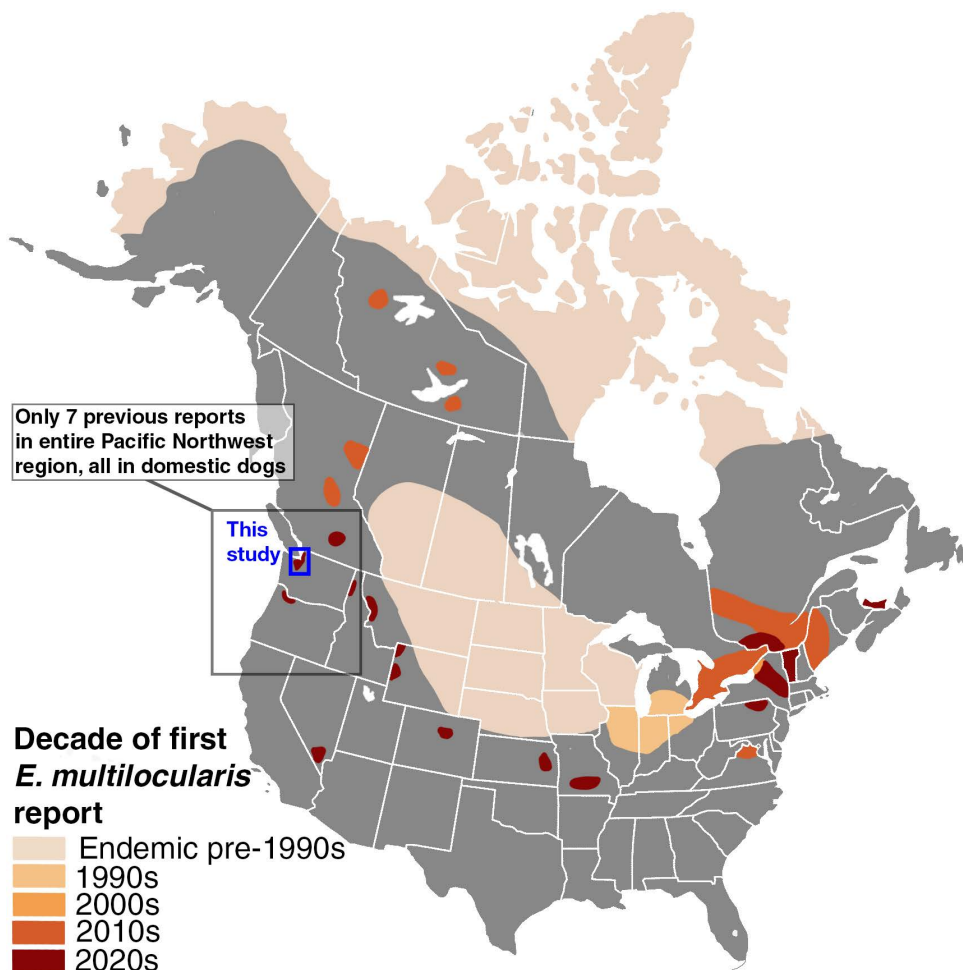 Only 7 previous reports
in entire Pacific Northwest
region, all in domestic dogs
This
study
Decade of first
E. multilocularis
report
Endemic pre-1990s
1990s
2000s
2010s
2020s